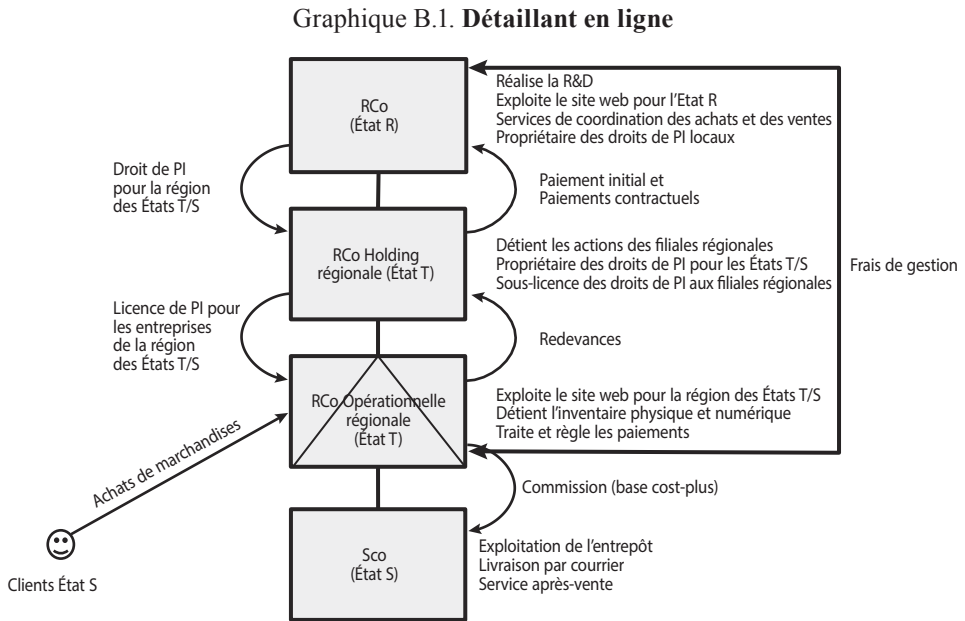 Graphique B.1. Détaillant en ligne
RCo
(État R)
Réalise la R&D
Exploite le site web pour l'Etat R
Services de coordination des achats et des ventes
Propriétaire des droits de PI locaux
Droit de PI
pour la région
des États T/S
Paiement initial et
Paiements contractuels
RCo Holding
régionale (État T)
Détient les actions des filiales régionales
Propriétaire des droits de PI pour les États T/S
Sous-licence des droits de PI aux filiales régionales
Frais de gestion
Licence de PI pour
les entreprises
de la région
des États T/S
Redevances
RCo Opérationnelle
régionale
(État T)
Exploite le site web pour la région des États T/S
Détient l'inventaire physique et numérique
Traite et règle les paiements
Achats de marchandises
Commission (base cost-plus)
Sco
(État S)
Exploitation de l'entrepôt
Livraison par courrier
Service après-vente
Clients État S